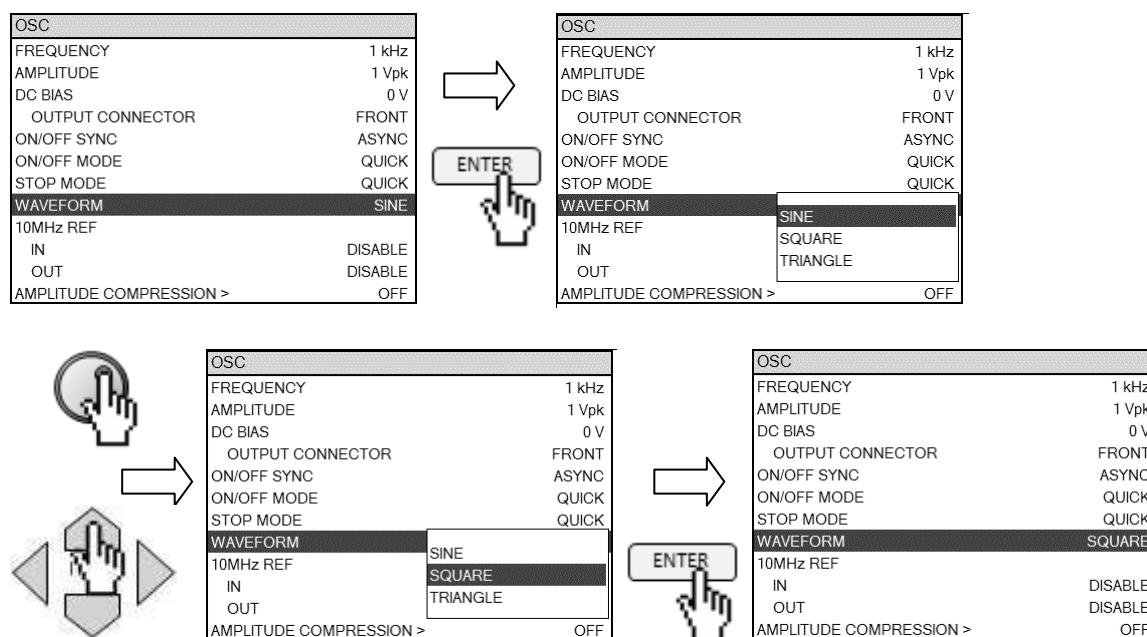 OSC
FREQUENCY 1 kHz
AMPLITUDE 1 Vpk
DC BIAS 0 V
OUTPUT CONNECTOR FRONT
ON/OFF SYNC ASYNC
ON/OFF MODE QUICK
STOP MODE QUICK
WAVEFORM SINE
10MHz REF
IN DISABLE
OUT DISABLE
AMPLITUDE COMPRESSION > OFF
ENTER
OSC
FREQUENCY 1 kHz
AMPLITUDE 1 Vpk
DC BIAS 0 V
OUTPUT CONNECTOR FRONT
ON/OFF SYNC ASYNC
ON/OFF MODE QUICK
STOP MODE QUICK
WAVEFORM
SINE
10MHz REF
SQUARE
IN
TRIANGLE
OUT
AMPLITUDE COMPRESSION > OFF
OSC
FREQUENCY 1 kHz
AMPLITUDE 1 Vpk
DC BIAS 0 V
OUTPUT CONNECTOR FRONT
ON/OFF SYNC ASYNC
ON/OFF MODE QUICK
STOP MODE QUICK
WAVEFORM
SINE
10MHz REF
SQUARE
IN
TRIANGLE
OUT
AMPLITUDE COMPRESSION > OFF
ENTER
OSC
FREQUENCY 1 kHz
AMPLITUDE 1 Vpk
DC BIAS 0 V
OUTPUT CONNECTOR FRONT
ON/OFF SYNC ASYNC
ON/OFF MODE QUICK
STOP MODE QUICK
WAVEFORM SQUARE
10MHz REF
IN DISABLE
OUT DISABLE
AMPLITUDE COMPRESSION > OFF